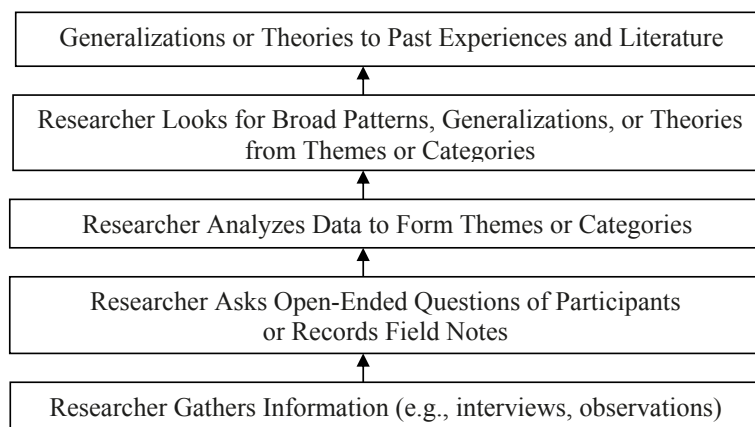 Generalizations or Theories to Past Experiences and Literature
Researcher Looks for Broad Patterns, Generalizations, or Theories
from Themes or Categories
Researcher Analyzes Data to Form Themes or Categories
Researcher Asks Open-Ended Questions of Participants
or Records Field Notes
Researcher Gathers Information (e.g., interviews, observations)